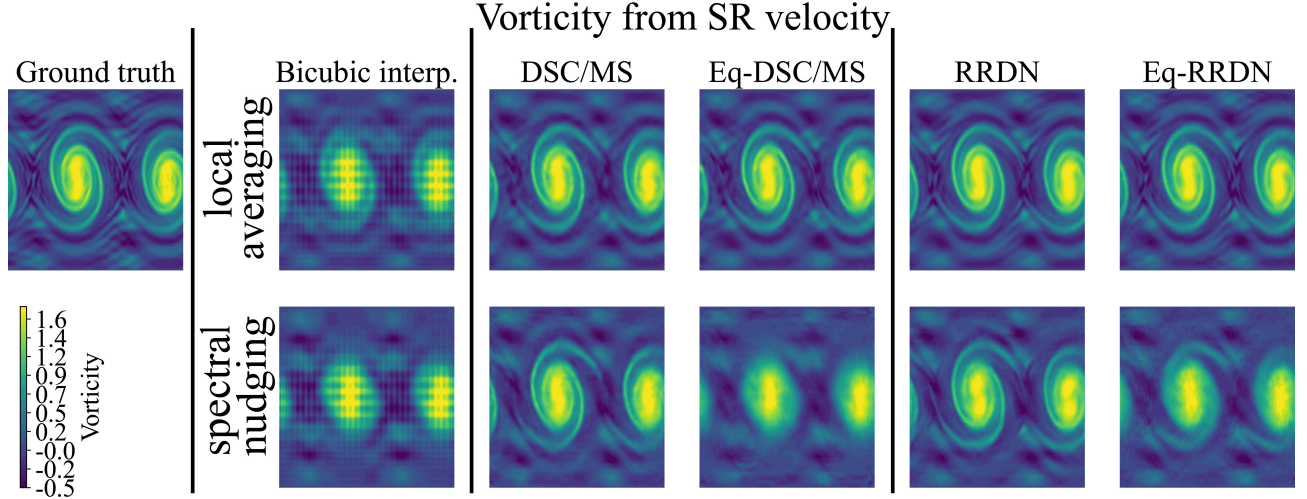 Vorticity from SR velocity
Ground truth
Bicubic interp.
DSC/MS
Eq-DSC/MS
RRDN
Eq-RRDN
local
averaging
spectral
nudging
1.6
1.4
1.2
0.9
0.7
0.5
0.2
-0.0
-0.2
-0.5
Vorticity